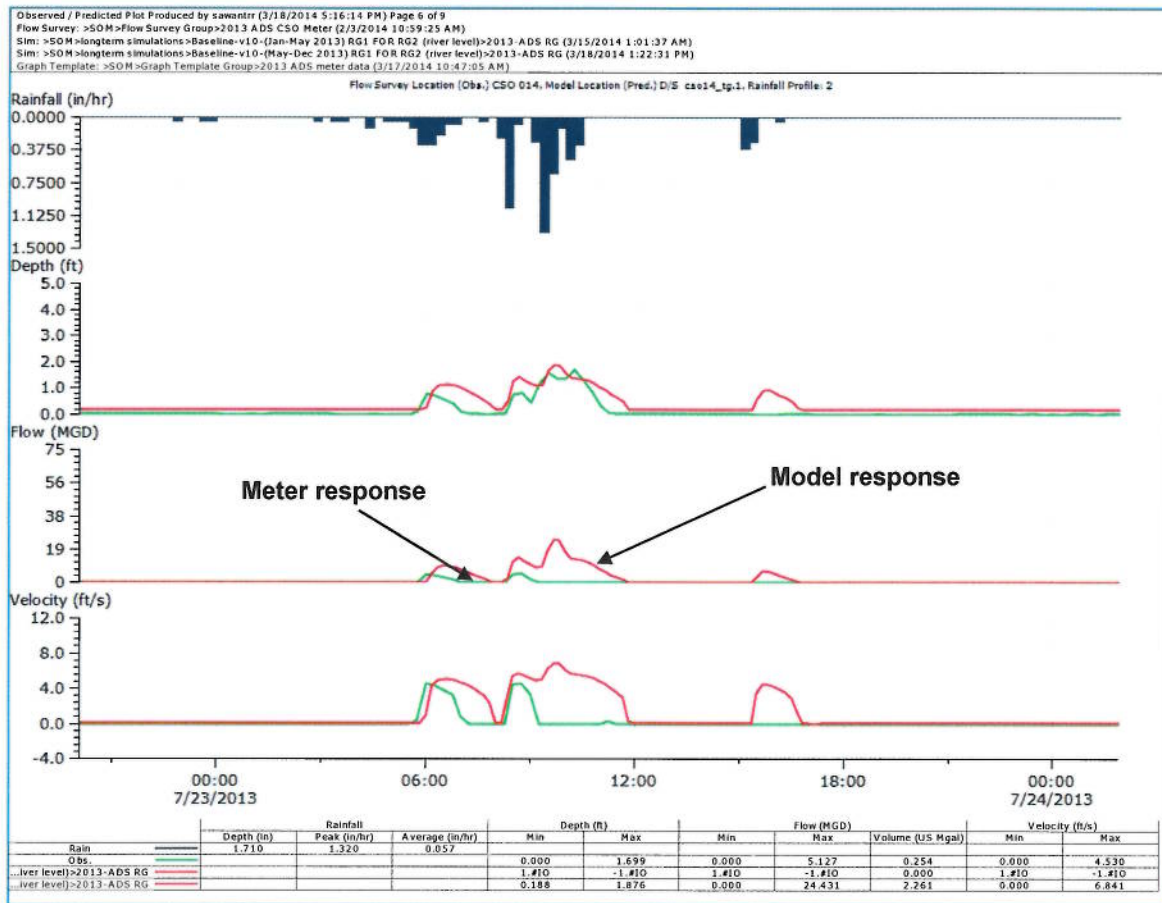 Observed / Predicted Plot Produced by sawantrr (3/18/2014 5:16:14 PM) Page 6 of 9
Flow Survey: >SOM>Flow Survey Group>2013 ADS CSO Meter (2/3/2014 10:59:25 AM)
Sim: >SOM>longterm simulations>Baseline-v10-(Jan-May 2013) RG1 FOR RG2 (river level)>2013-ADS RG (3/15/2014 1:01:37 AM)
Sim: >SOM>longterm simulations>Baseline-v10-(May-Dec 2013) RG1 FOR RG2 (river level)>2013-ADS RG (3/18/2014 1:22:31 PM)
Graph Template: >SOM>Graph Template Group>2013 ADS meter data (3/17/2014 10:47:05 AM)
Flow Survey Location (Obs.) CSO 014, Model Location (Pred.) D/S cso14_tg.1, Rainfall Profile: 2
Rainfall (in/hr)
0.0000
0.3750
0.7500
1.1250
1.5000
Depth (ft)
5.0
4.0
3.0
2.0
1.0
0.0
Flow (MGD)
75
56
38
19
0
Meter response
Model response
Velocity (ft/s)
12.0
8.0
4.0
0.0
-4.0
00:00 06:00 12:00 18:00 00:00
7/23/2013 7/24/2013
Rainfall Depth (ft) Flow (MGD) Velocity (ft/s)
Depth (in) Peak (in/hr) Average (in/hr) Min Max Min Max Volume (US Mgal) Min Max
Rain 1.710 1.320 0.057
Obs. 0.000 1.699 0.000 5.127 0.254 0.000 4.530
...iver level)>2013-ADS RG 1.#IO -1.#IO 1.#IO -1.#IO 0.000 1.#IO -1.#IO
...iver level)>2013-ADS RG 0.188 1.876 0.000 24.431 2.261 0.000 6.841